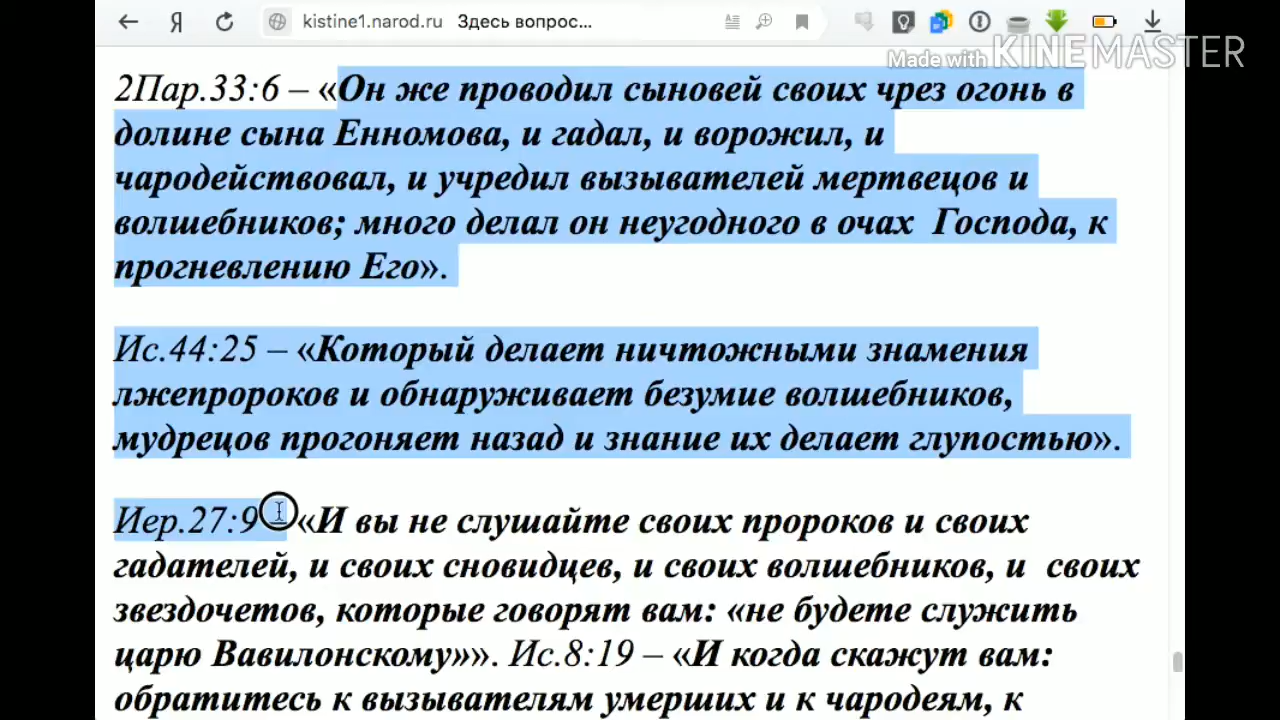 kistine1.narod.ru Здесь вопрос...
Made with KINEMASTER
2Пар.33:6 – «Он же проводил сыновей своих чрез огонь в
долине сына Енномова, и гадал, и ворожил, и
чародействовал, и учредил вызывателей мертвецов и
волшебников; много делал он неугодного в очах Господа, к
прогневлению Его».
Ис.44:25 – «Который делает ничтожными знамения
лжепророков и обнаруживает безумие волшебников,
мудрецов прогоняет назад и знание их делает глупостью».
Иер.27:9 «И вы не слушайте своих пророков и своих
гадателей, и своих сновидцев, и своих волшебников, и своих
звездочетов, которые говорят вам: «не будете служить
царю Вавилонскому»». Ис.8:19 – «И когда скажут вам:
обратитесь к вызывателям умерших и к чародеям, к